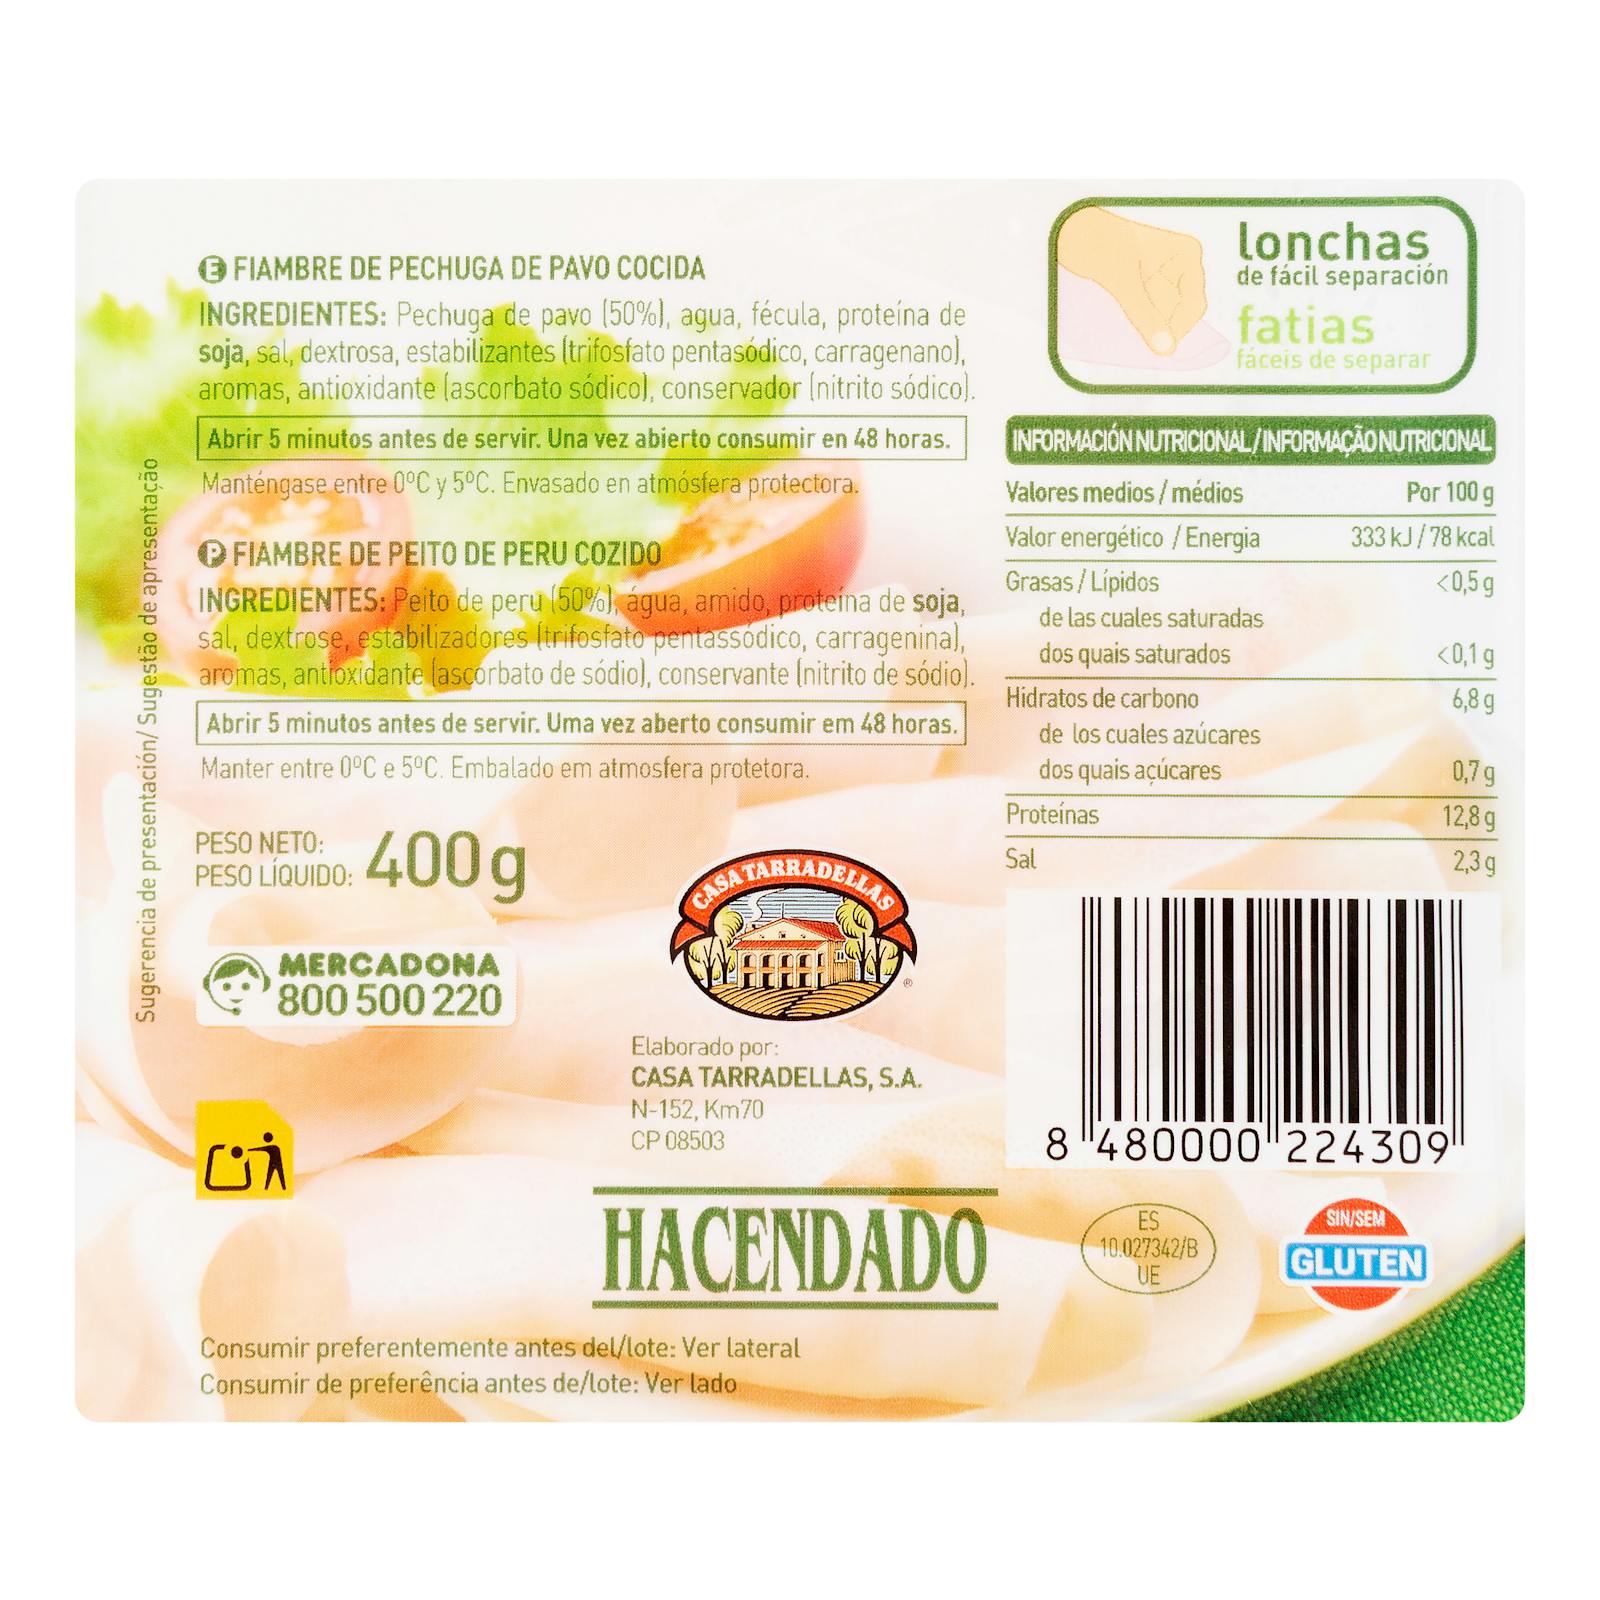 E FIAMBRE DE PECHUGA DE PAVO COCIDA
INGREDIENTES: Pechuga de pavo (50%), agua, fécula, proteína de
soja, sal, dextrosa, estabilizantes (trifosfato pentasódico, carragenano),
aromas, antioxidante (ascorbato sódico), conservador (nitrito sódico).
Abrir 5 minutos antes de servir. Una vez abierto consumir en 48 horas.
Manténgase entre 0ºC y 5ºC. Envasado en atmósfera protectora.
P FIAMBRE DE PEITO DE PERU COZIDO
INGREDIENTES: Peito de peru (50%), água, amido, proteína de soja,
sal, dextrose, estabilizadores (trifosfato pentassódico, carragenina),
aromas, antioxidante (ascorbato de sódio), conservante (nitrito de sódio).
Abrir 5 minutos antes de servir. Uma vez aberto consumir em 48 horas.
Manter entre 0ºC e 5ºC. Embalado em atmosfera protetora.
Sugerencia de presentación/ Sugestão de apresentação
PESO NETO:
PESO LÍQUIDO: 400g
MERCADONA
800 500 220
CASA TARRADELLAS
®
Elaborado por:
CASA TARRADELLAS, S.A.
N-152, Km70
CP 08503
HACENDADO
Consumir preferentemente antes del/lote: Ver lateral
Consumir de preferência antes de/lote: Ver lado
lonchas
de fácil separación
fatias
fáceis de separar
INFORMACIÓN NUTRICIONAL/INFORMAÇÃO NUTRICIONAL
Valores medios / médios Por 100 g
Valor energético / Energia 333 kJ / 78 kcal
Grasas / Lípidos <0,5 g
de las cuales saturadas
dos quais saturados <0,1 g
Hidratos de carbono 6,8 g
de los cuales azúcares
dos quais açúcares 0,7 g
Proteínas 12,8 g
Sal 2,3 g
8 480000 224309
ES
10.027342/B
UE
SIN/SEM
GLUTEN